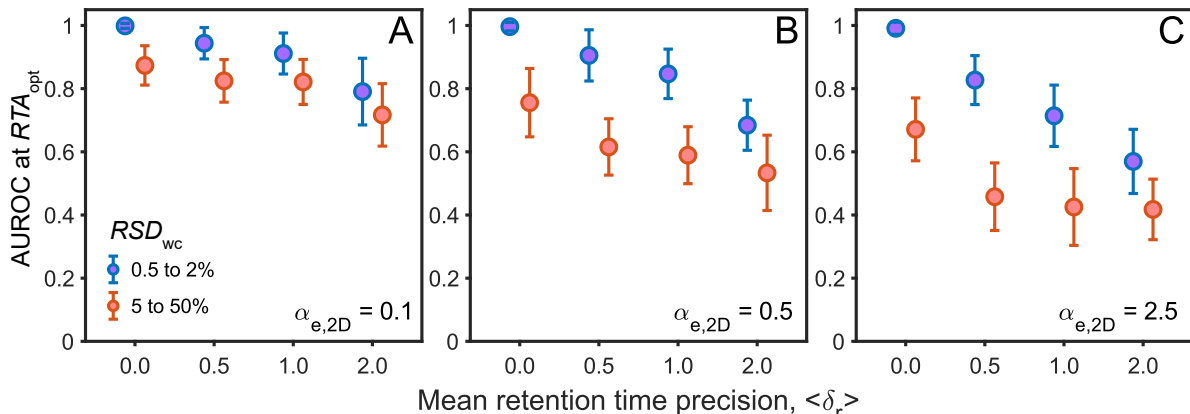 A
B
C
1
0.8
0.6
0.4
0.2
0
1
0.8
0.6
0.4
0.2
0
1
0.8
0.6
0.4
0.2
0
AUROC at RTAopt
RSDwc
0.5 to 2%
5 to 50%
αe,2D = 0.1
αe,2D = 0.5
αe,2D = 2.5
0.0 0.5 1.0 2.0
0.0 0.5 1.0 2.0
0.0 0.5 1.0 2.0
Mean retention time precision, <δr>